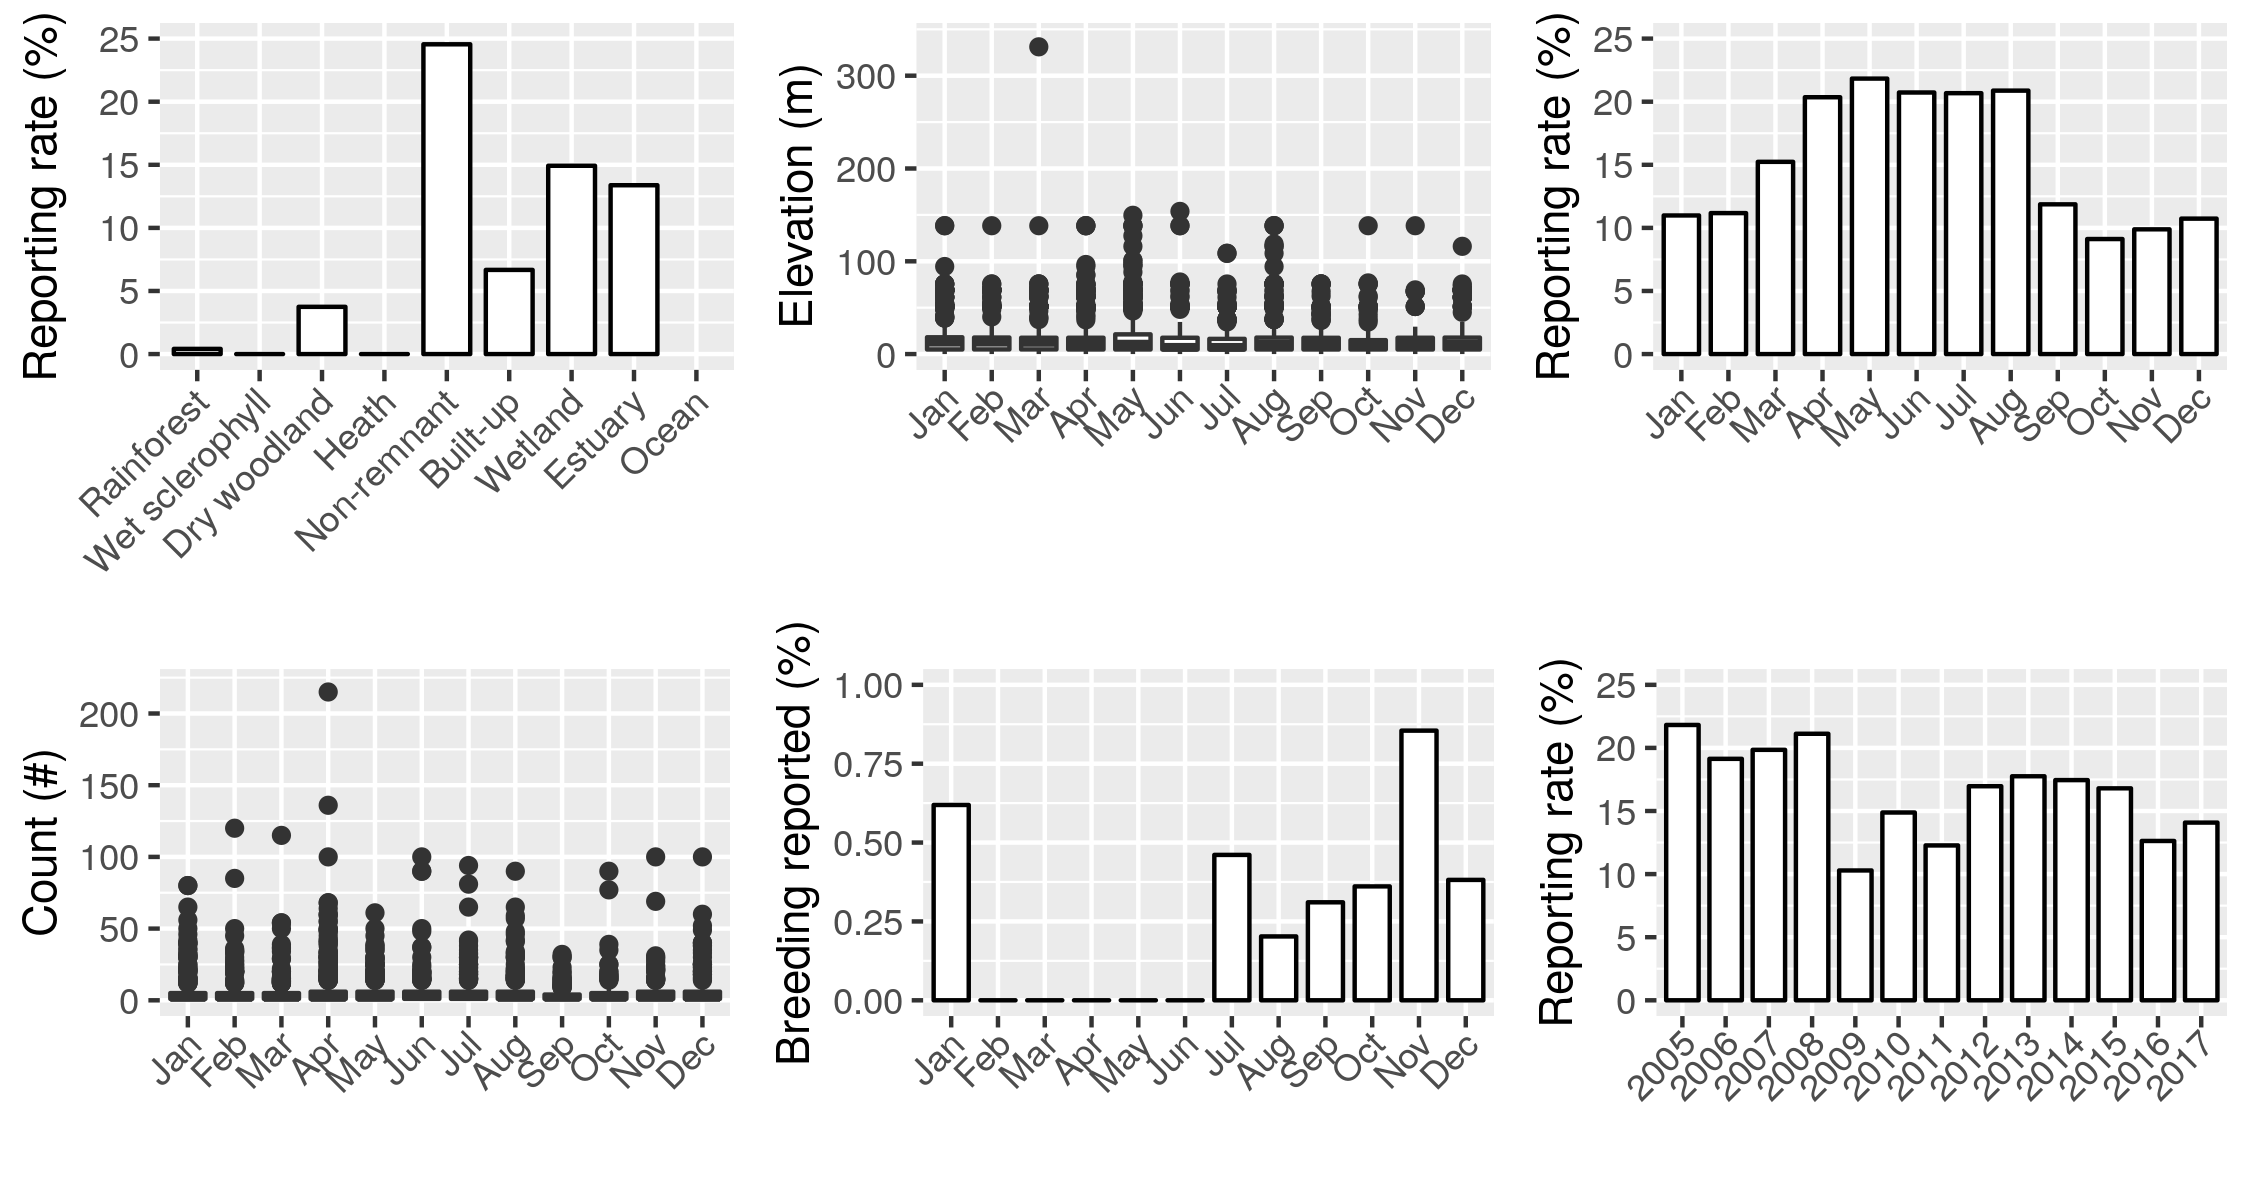 Reporting rate (%)
25
20
15
10
5
0
Rainforest
Wet sclerophyll
Dry woodland
Heath
Non-remnant
Built-up
Wetland
Estuary
Ocean
Elevation (m)
300
200
100
0
Jan
Feb
Mar
Apr
May
Jun
Jul
Aug
Sep
Oct
Nov
Dec
Reporting rate (%)
25
20
15
10
5
0
Jan
Feb
Mar
Apr
May
Jun
Jul
Aug
Sep
Oct
Nov
Dec
Count (#)
200
150
100
50
0
Jan
Feb
Mar
Apr
May
Jun
Jul
Aug
Sep
Oct
Nov
Dec
Breeding reported (%)
1.00
0.75
0.50
0.25
0.00
Jan
Feb
Mar
Apr
May
Jun
Jul
Aug
Sep
Oct
Nov
Dec
Reporting rate (%)
25
20
15
10
5
0
2005
2006
2007
2008
2009
2010
2011
2012
2013
2014
2015
2016
2017